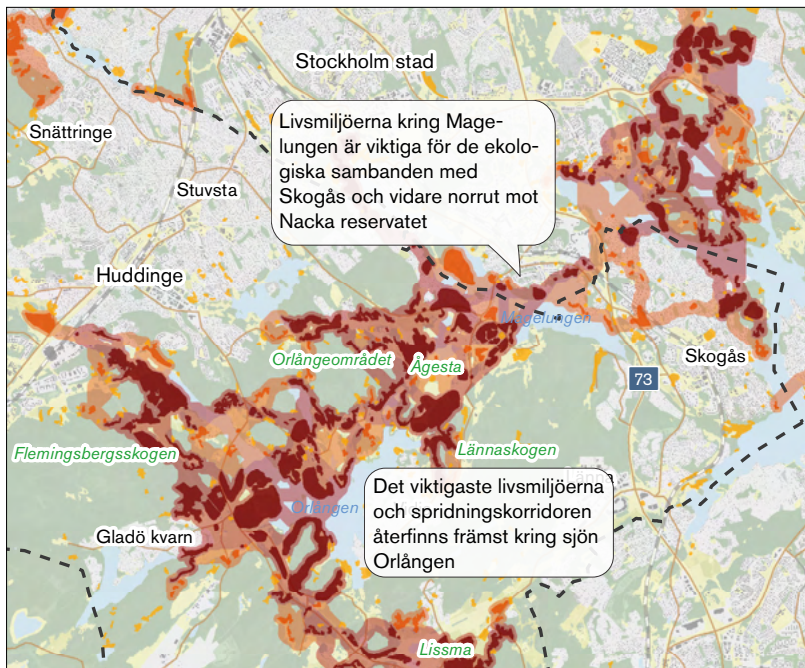 Stockholm stad
Snättringe
Livsmiljöerna kring Mage-
lungen är viktiga för de ekolo-
giska sambanden med
Skogås och vidare norrut mot
Nacka reservatet
Stuvsta
Huddinge
Magelungen
Orlångeområdet
Ågesta
Skogås
73
Flemingsbergsskogen
Lännaskogen
Länna
Det viktigaste livsmiljöerna
och spridningskorridoren
återfinns främst kring sjön
Orlången
Orlången
Gladö kvarn
Lissma